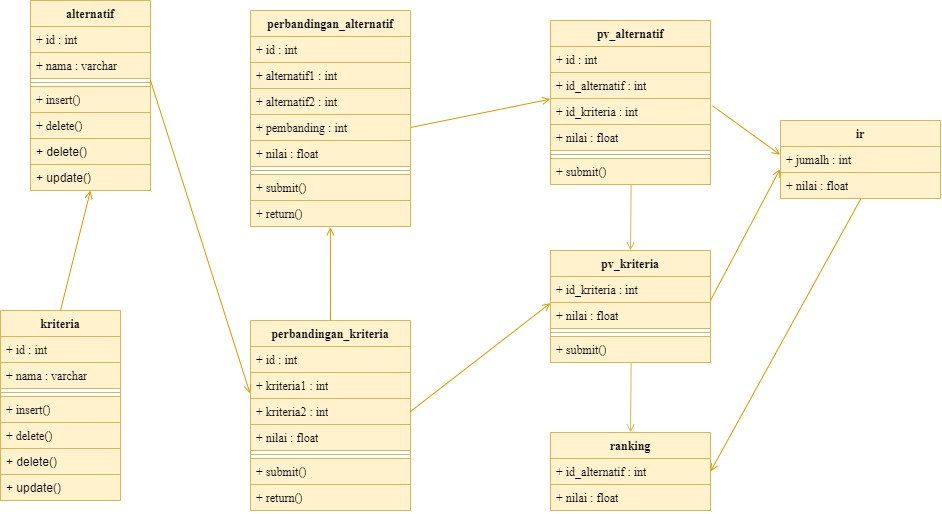 alternatif
+ id : int
+ nama : varchar
+ insert()
+ delete()
+ delete()
+ update()
kriteria
+ id : int
+ nama : varchar
+ insert()
+ delete()
+ delete()
+ update()
perbandingan_alternatif
+ id : int
+ alternatif1 : int
+ alternatif2 : int
+ pembanding : int
+ nilai : float
+ submit()
+ return()
perbandingan_kriteria
+ id : int
+ kriteria1 : int
+ kriteria2 : int
+ nilai : float
+ submit()
+ return()
pv_alternatif
+ id : int
+ id_alternatif : int
+ id_kriteria : int
+ nilai : float
+ submit()
pv_kriteria
+ id_kriteria : int
+ nilai : float
+ submit()
ranking
+ id_alternatif : int
+ nilai : float
ir
+ jumalh : int
+ nilai : float